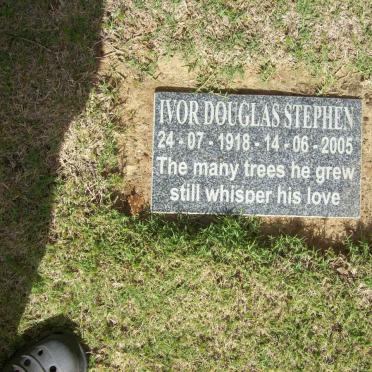 IVOR DOUGLAS STEPHEN
24 - 07 - 1918 - 14 - 06 - 2005
The many trees he grew
still whisper his love